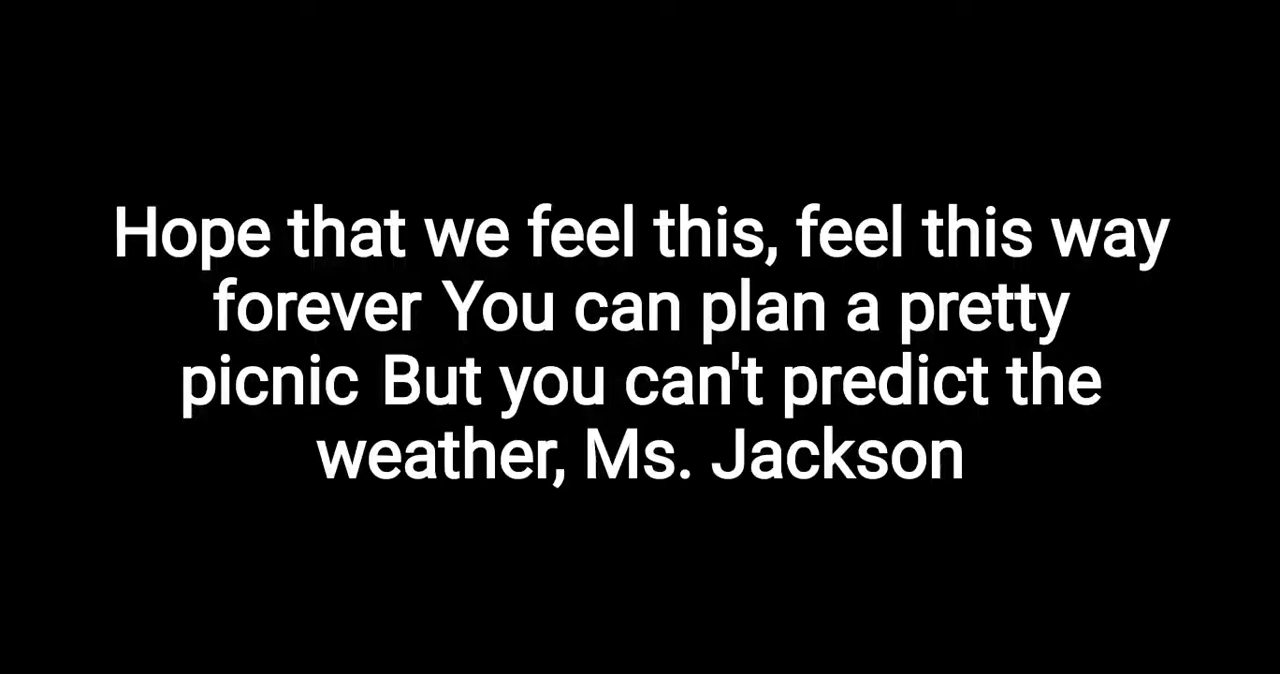 Hope that we feel this, feel this way
forever You can plan a pretty
picnic But you can't predict the
weather, Ms. Jackson